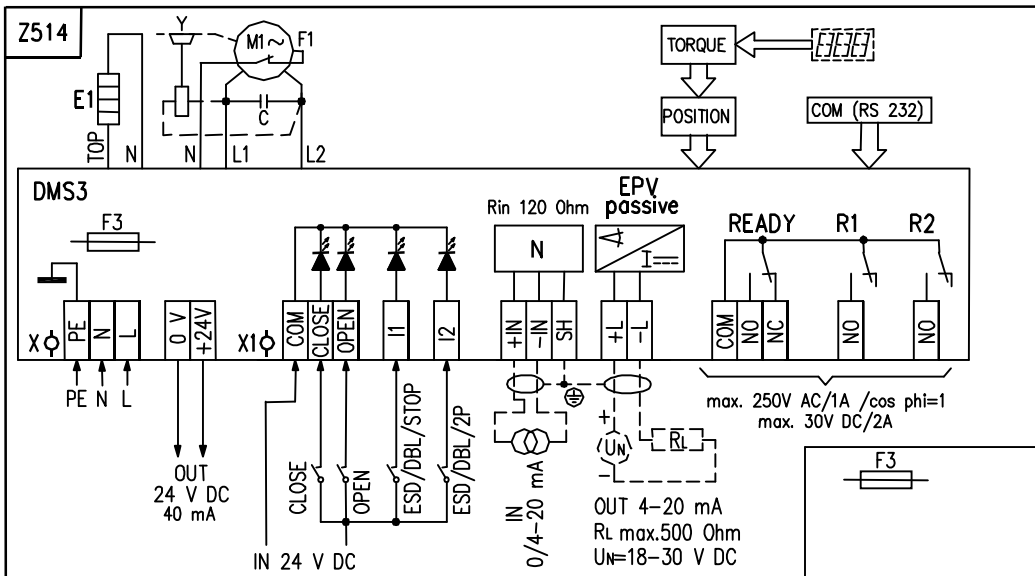 Z514
Y
M1~
F1
E1
C
TOP
N
N
L1
L2
TORQUE
POSITION
COM (RS 232)
DMS3
F3
Rin 120 Ohm
N
EPV
passive
I
READY
R1
R2
X
PE
N
L
0 V
+24V
X1
COM
CLOSE
OPEN
I1
I2
+IN
-IN
SH
+L
-L
COM
NO
NC
NO
NO
PE N L
OUT
24 V DC
40 mA
CLOSE
OPEN
ESD/DBL/STOP
ESD/DBL/2P
IN 24 V DC
IN
0/4-20 mA
+
UN
-
RL
OUT 4-20 mA
RL max.500 Ohm
UN=18-30 V DC
max. 250V AC/1A /cos phi=1
max. 30V DC/2A
F3